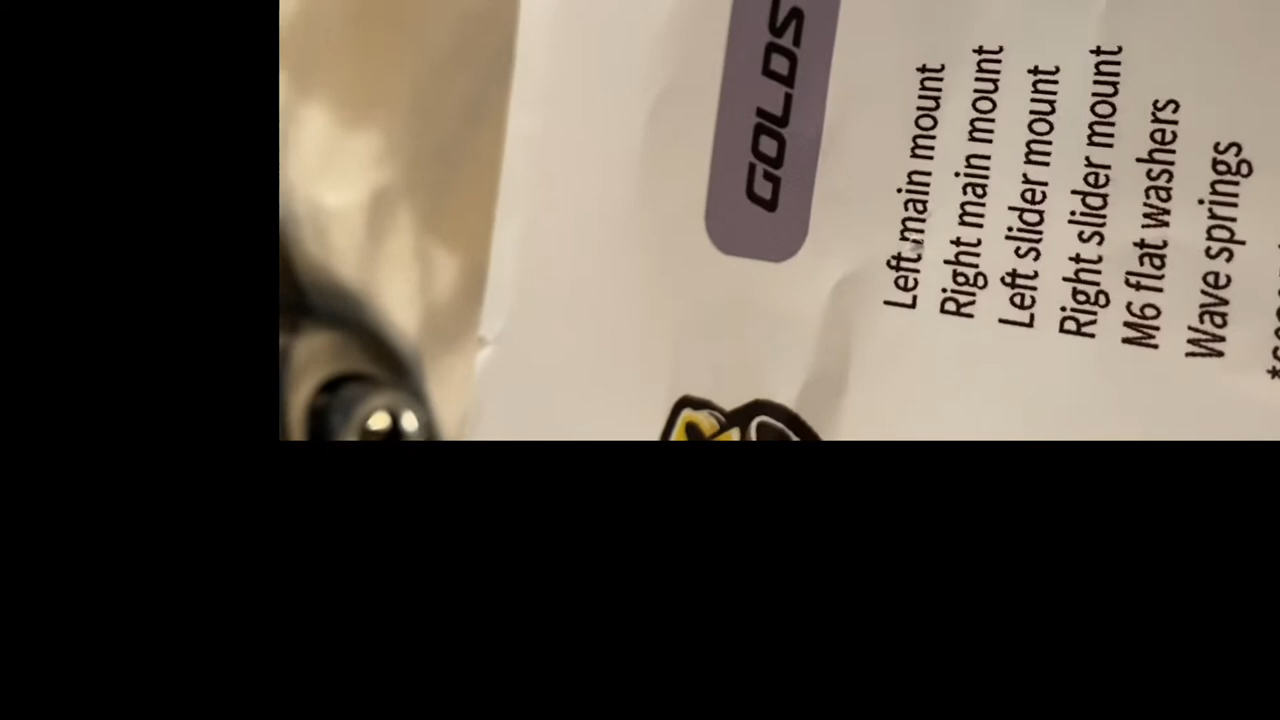 GOLDS
Left main mount
Right main mount
Left slider mount
Right slider mount
M6 flat washers
Wave springs